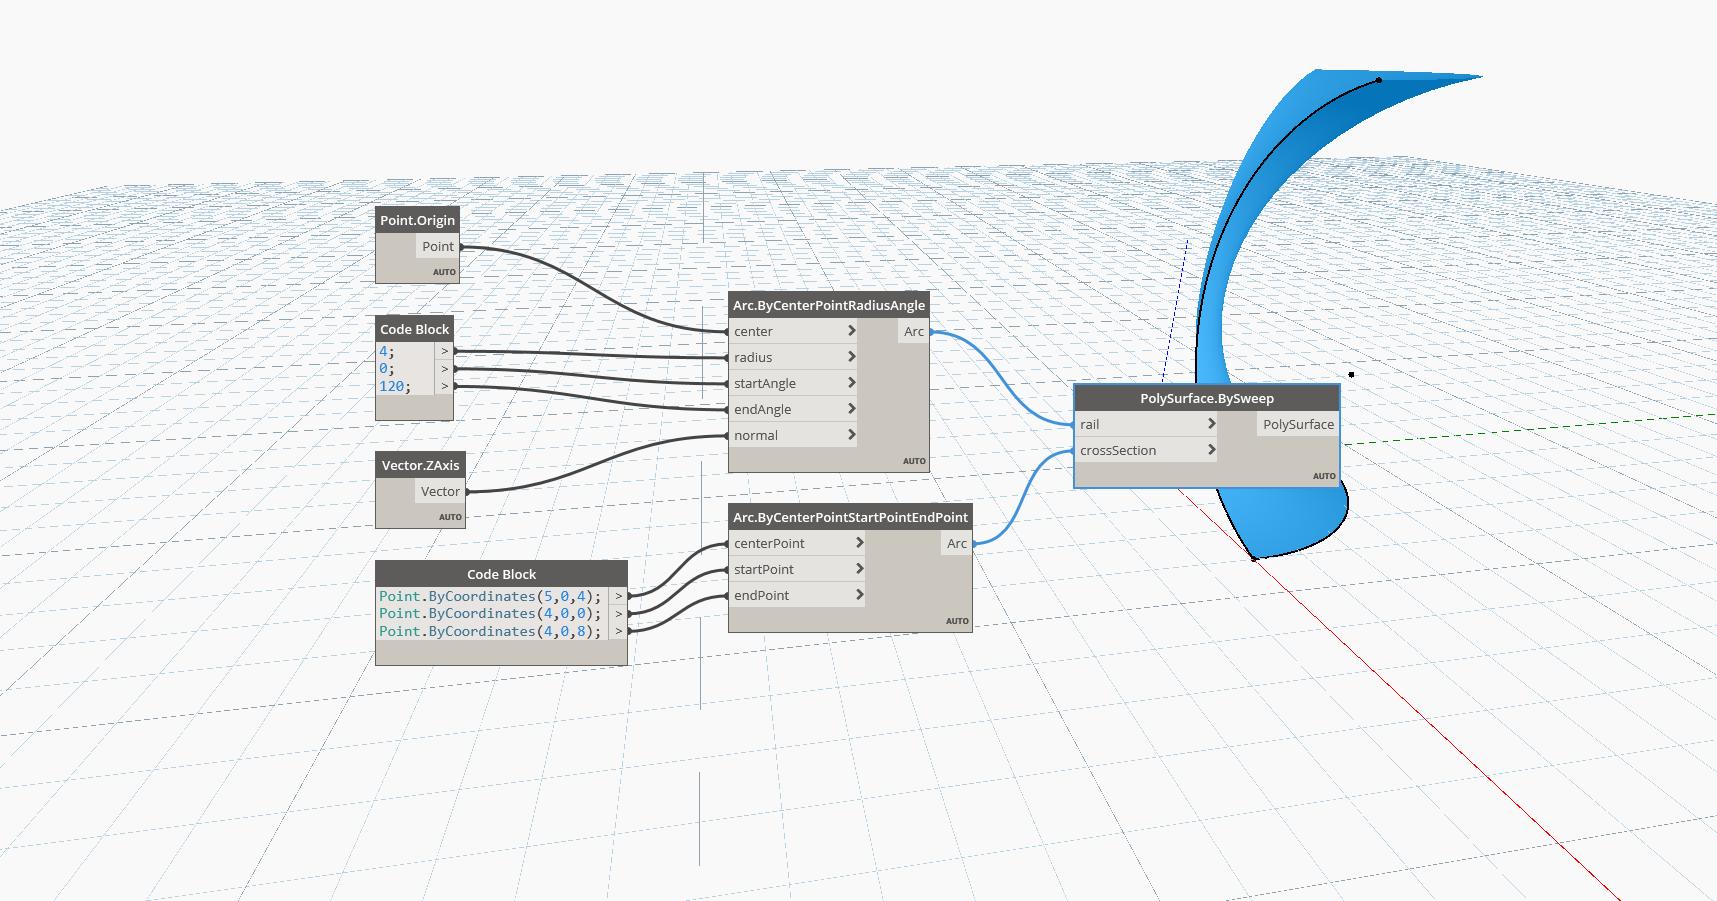 Point.Origin
Point
AUTO
Code Block
4; >
0; >
120; >
Vector.ZAxis
Vector
AUTO
Code Block
Point.ByCoordinates(5,0,4); >
Point.ByCoordinates(4,0,0); >
Point.ByCoordinates(4,0,8); >
Arc.ByCenterPointRadiusAngle
center > Arc
radius >
startAngle >
endAngle >
normal >
AUTO
Arc.ByCenterPointStartPointEndPoint
centerPoint > Arc
startPoint >
endPoint >
AUTO
PolySurface.BySweep
rail > PolySurface
crossSection >
AUTO